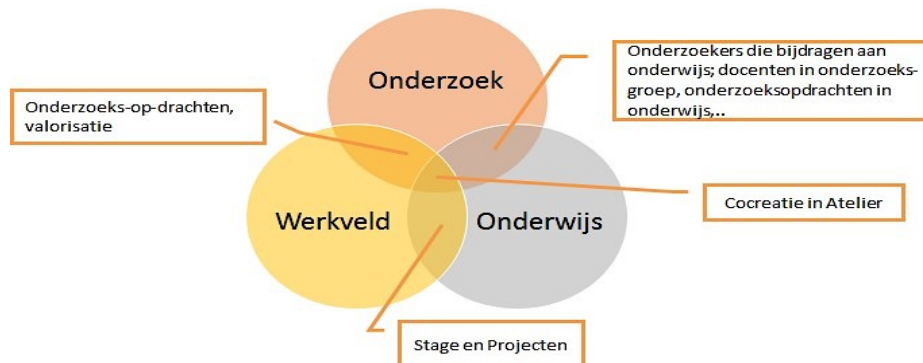 Onderzoek
Onderzoekers die bijdragen aan
onderwijs; docenten in onderzoeks-
groep, onderzoeksopdrachten in
onderwijs,..
Onderzoeks-op-drachten,
valorisatie
Werkveld
Onderwijs
Cocreatie in Atelier
Stage en Projecten